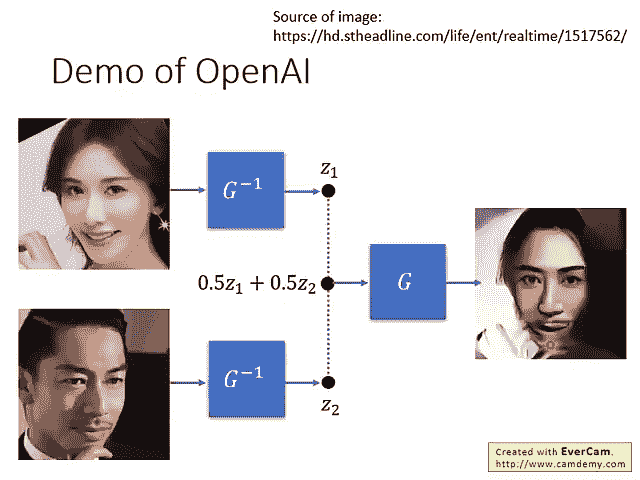 Source of image:
https://hd.stheadline.com/life/ent/realtime/1517562/
Demo of OpenAI
G⁻¹
z₁
0.5z₁ + 0.5z₂
G
G⁻¹
z₂
Created with EverCam.
http://www.camdemy.com